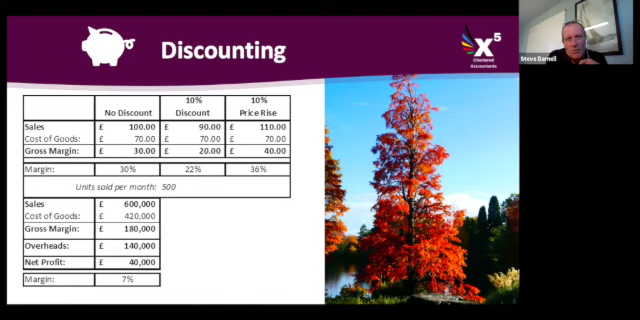 Discounting
X5
Chartered
Accountants
Steve Darnell
No Discount 10% Discount 10% Price Rise
Sales £ 100.00 £ 90.00 £ 110.00
Cost of Goods: £ 70.00 £ 70.00 £ 70.00
Gross Margin: £ 30.00 £ 20.00 £ 40.00
Margin: 30% 22% 36%
Units sold per month: 500
Sales £ 600,000
Cost of Goods: £ 420,000
Gross Margin: £ 180,000
Overheads: £ 140,000
Net Profit: £ 40,000
Margin: 7%